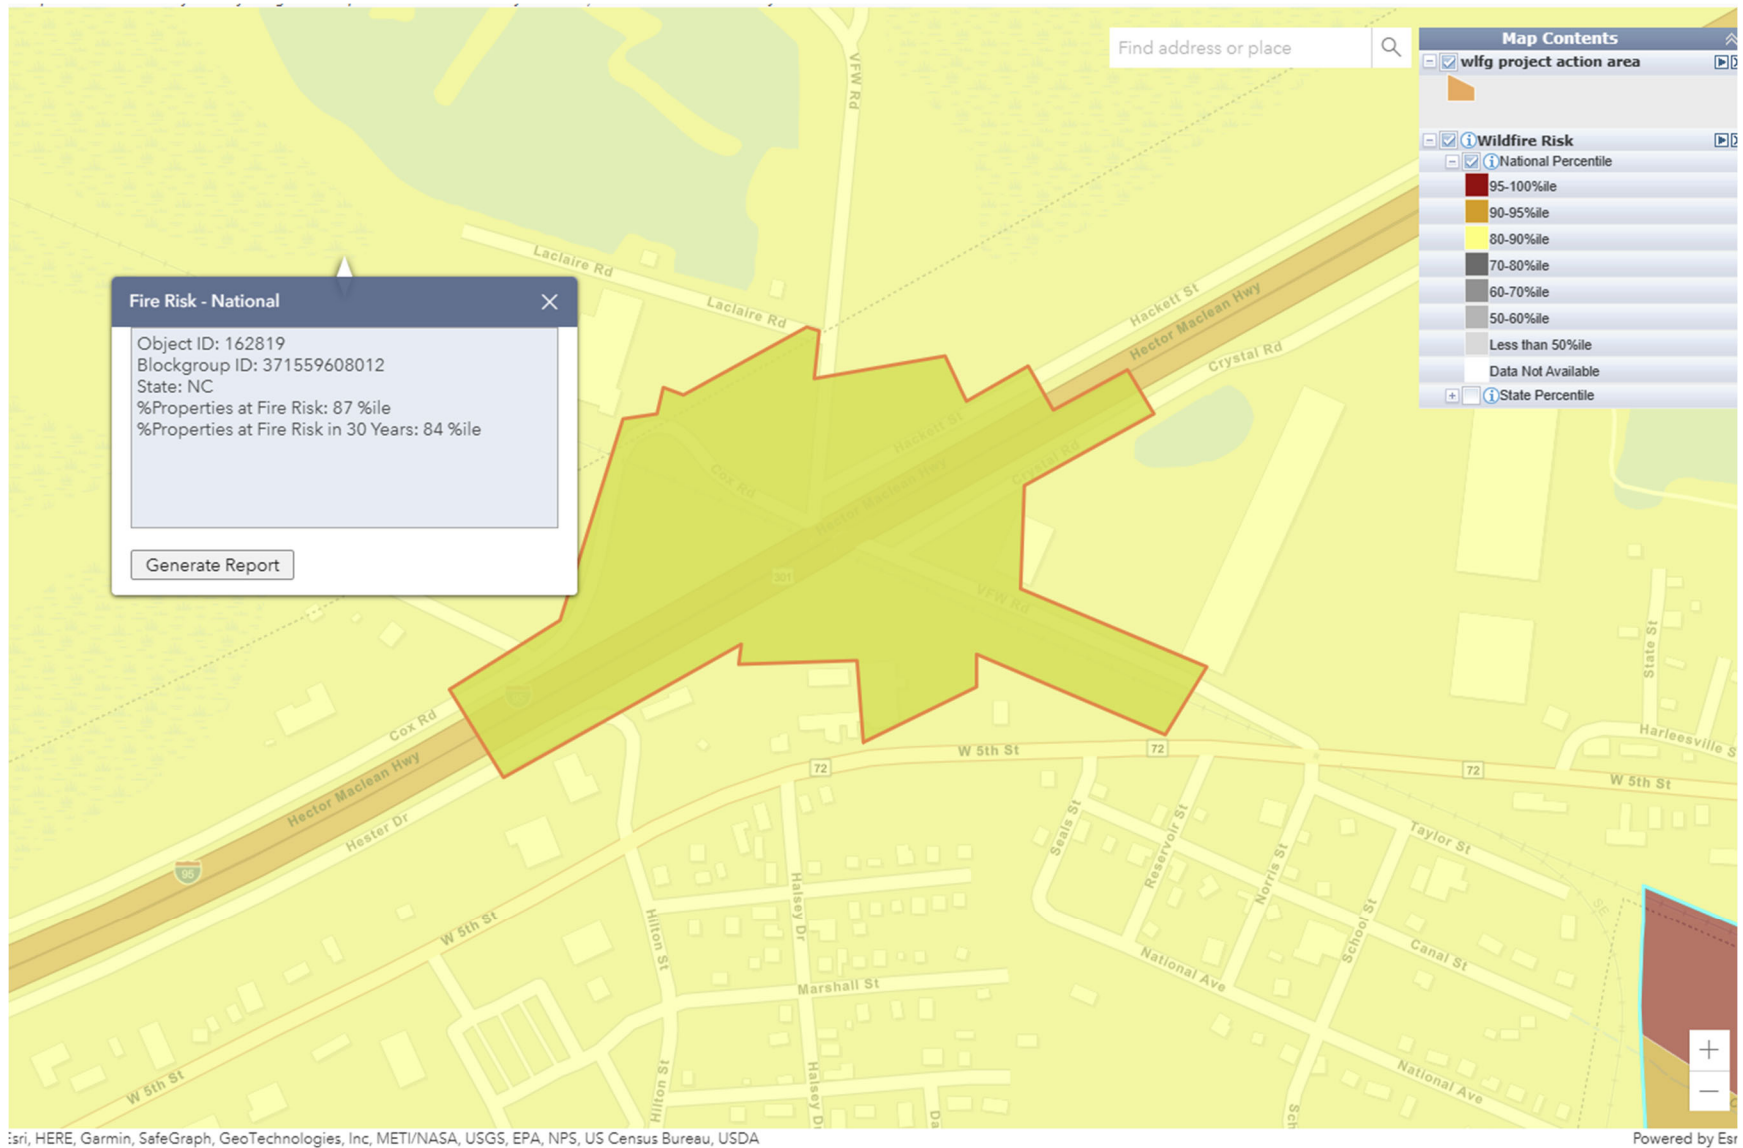 Find address or place
Map Contents
wlfg project action area
Wildfire Risk
National Percentile
95-100%ile
90-95%ile
80-90%ile
70-80%ile
60-70%ile
50-60%ile
Less than 50%ile
Data Not Available
State Percentile
VFW Rd
Laclaire Rd
Laclaire Rd
Hackett St
Hector Maclean Hwy
Crystal Rd
Fire Risk - National
Object ID: 162819
Blockgroup ID: 371559608012
State: NC
%Properties at Fire Risk: 87 %ile
%Properties at Fire Risk in 30 Years: 84 %ile
Generate Report
Hackett St
Cox Rd
Hector Maclean Hwy
Crystal Rd
301
VFW Rd
State St
Cox Rd
Hector Maclean Hwy
Hester Dr
95
W 5th St
72
72
72
W 5th St
Harleesville S
Seals St
Reservoir St
Norris St
Taylor St
School St
Canal St
National Ave
W 5th St
Hilton St
Halsey Dr
Marshall St
SE
W 5th St
Hilton St
Halsey D
Da
Sch
National Ave
Esri, HERE, Garmin, SafeGraph, GeoTechnologies, Inc, METI/NASA, USGS, EPA, NPS, US Census Bureau, USDA
Powered by Esr